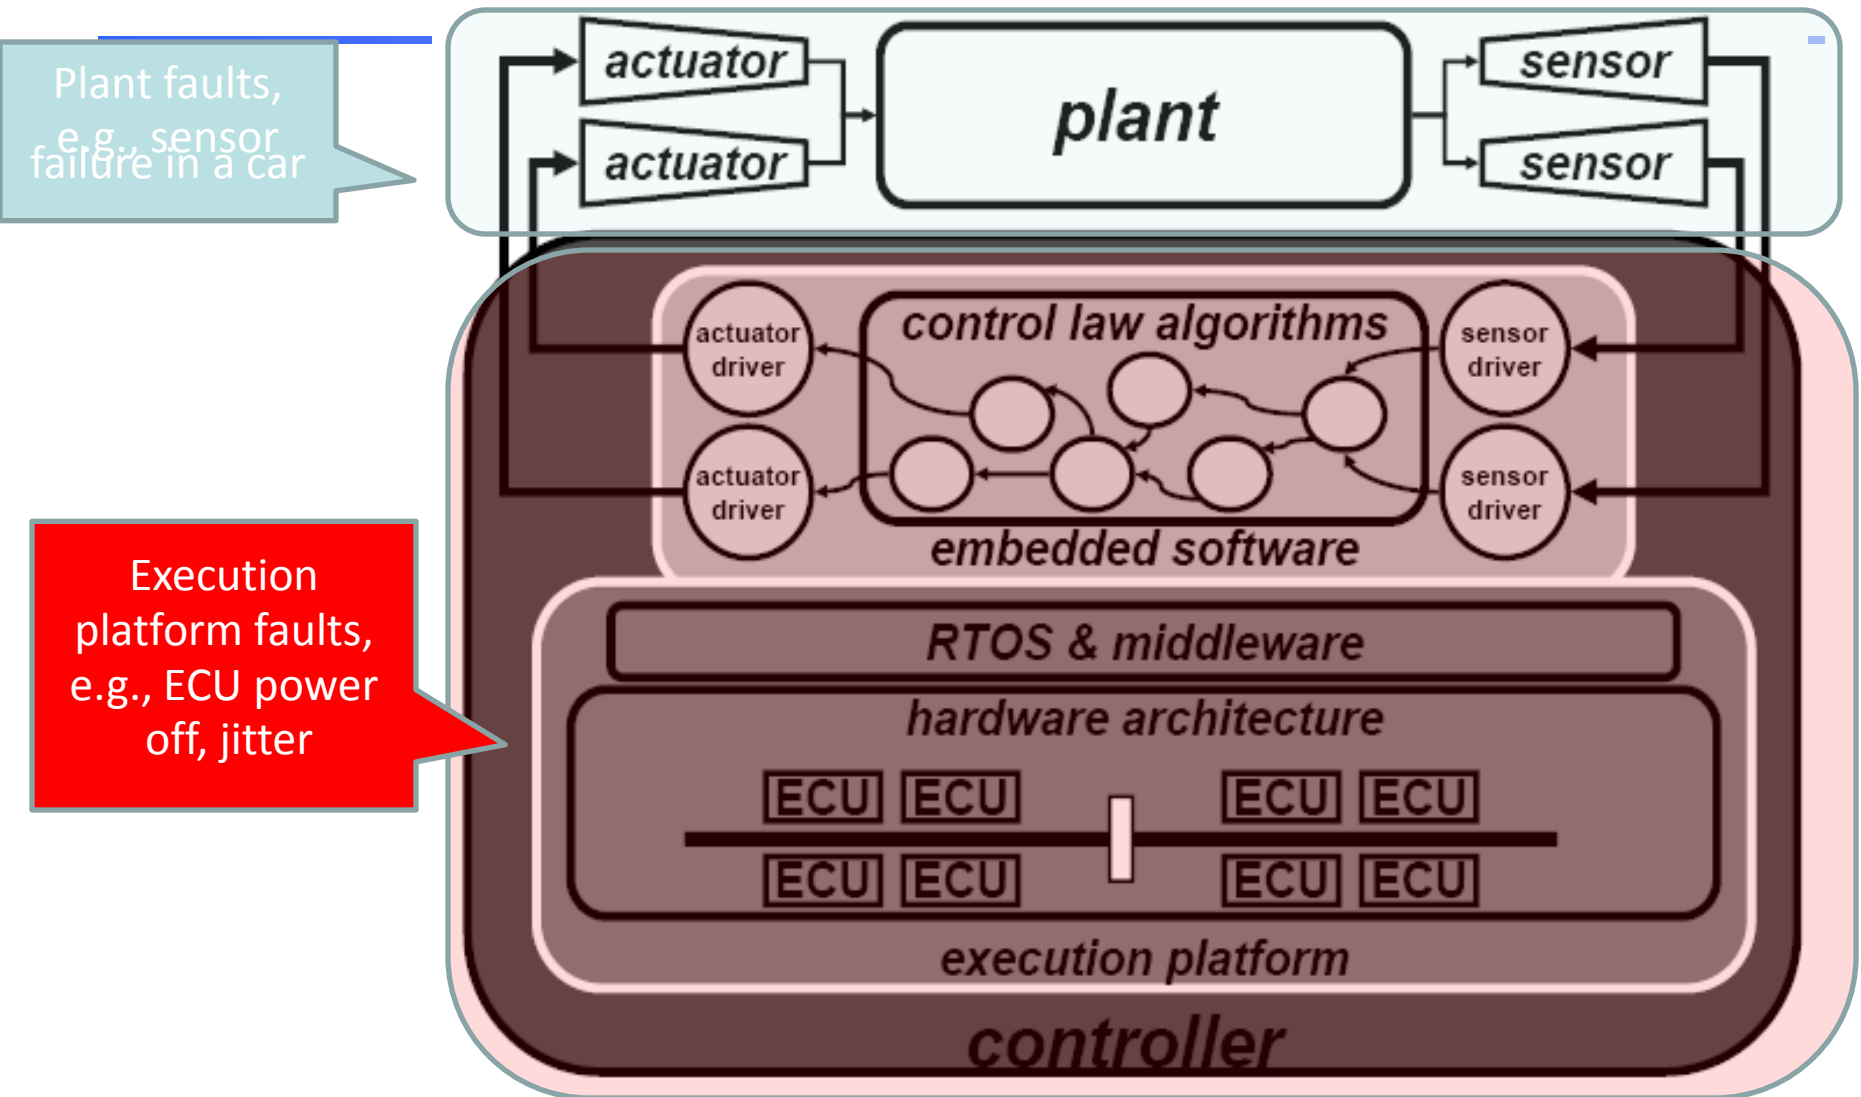 Plant faults,
e.g., sensor
failure in a car
actuator
actuator
plant
sensor
sensor
actuator
driver
actuator
driver
control law algorithms
sensor
driver
sensor
driver
embedded software
Execution
platform faults,
e.g., ECU power
off, jitter
RTOS & middleware
hardware architecture
ECU ECU ECU ECU
ECU ECU ECU ECU
execution platform
controller